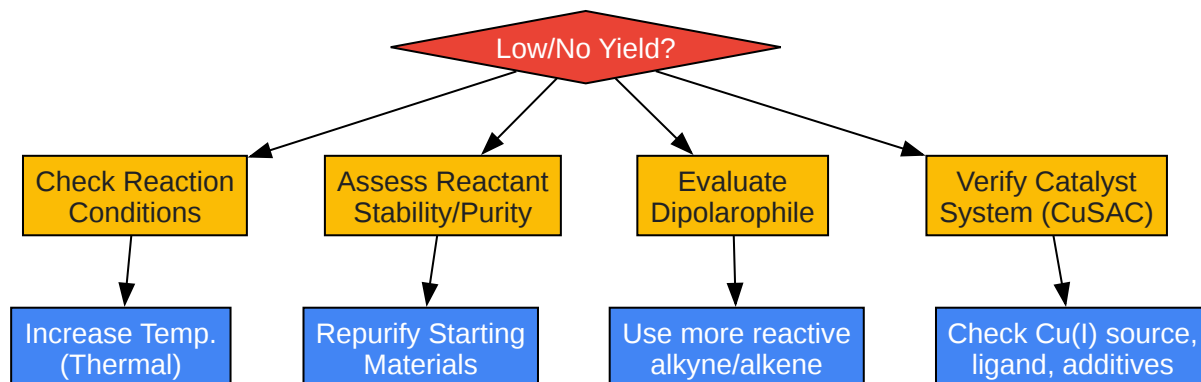 Low/No Yield?
Check Reaction
Conditions
Assess Reactant
Stability/Purity
Evaluate
Dipolarophile
Verify Catalyst
System (CuSAC)
Increase Temp.
(Thermal)
Repurify Starting
Materials
Use more reactive
alkyne/alkene
Check Cu(I) source,
ligand, additives